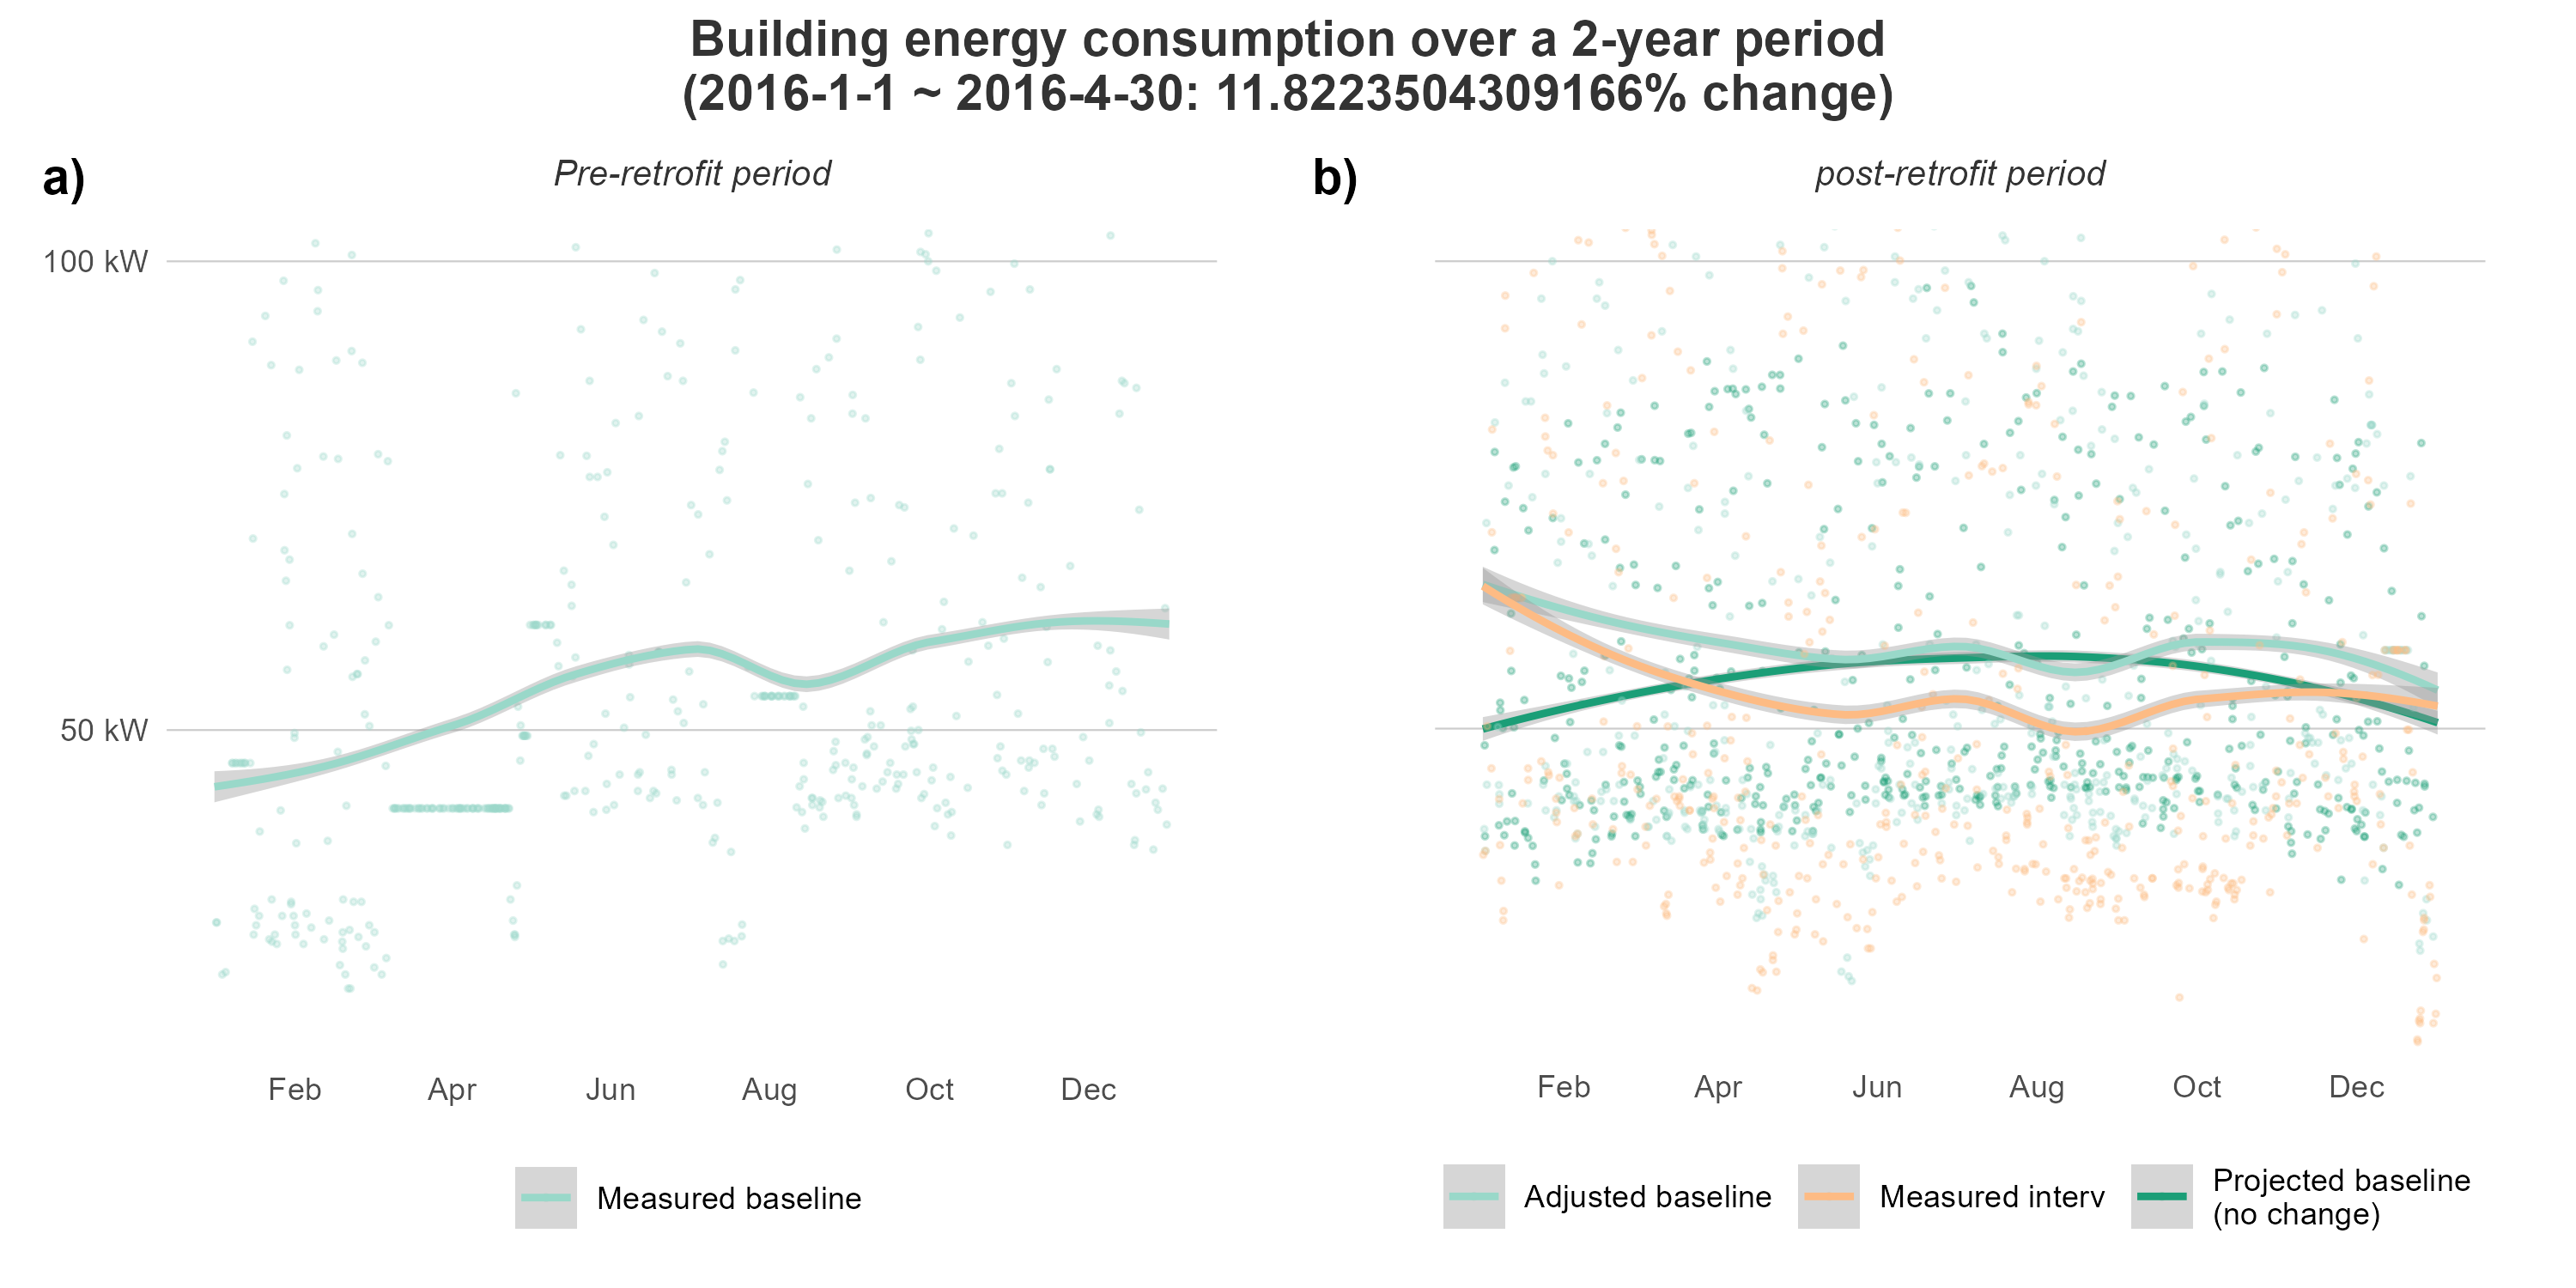 Building energy consumption over a 2-year period
(2016-1-1 ~ 2016-4-30: 11.8223504309166% change)
a)
Pre-retrofit period
100 kW
50 kW
Feb Apr Jun Aug Oct Dec
Measured baseline
b)
post-retrofit period
Feb Apr Jun Aug Oct Dec
Adjusted baseline
Measured interv
Projected baseline
(no change)